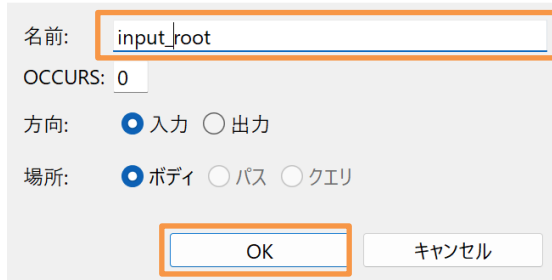 名前: input_root
OCCURS: 0
方向: 入力 出力
場所: ボディ パス クエリ
OK キャンセル